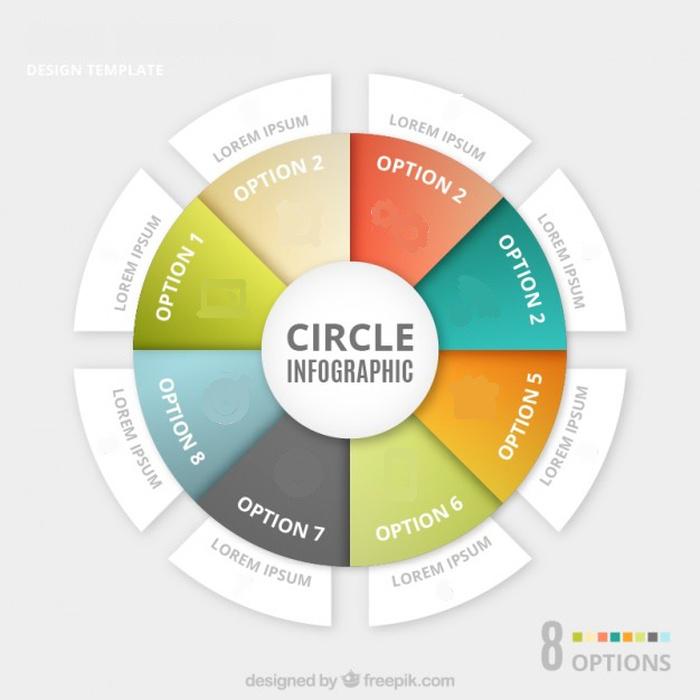 DESIGN TEMPLATE
LOREM IPSUM
LOREM IPSUM
OPTION 2
OPTION 2
LOREM IPSUM
LOREM IPSUM
OPTION 1
OPTION 2
CIRCLE
INFOGRAPHIC
OPTION 8
OPTION 5
LOREM IPSUM
LOREM IPSUM
OPTION 7
OPTION 6
LOREM IPSUM
LOREM IPSUM
8
OPTIONS
designed by freepik.com